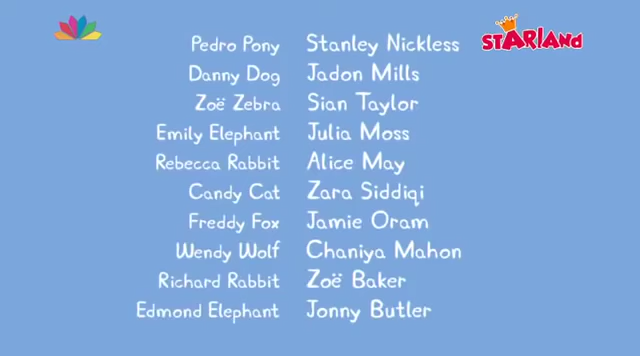 Pedro Pony Stanley Nickless
STARLAND
Danny Dog Jadon Mills
Zoë Zebra Sian Taylor
Emily Elephant Julia Moss
Rebecca Rabbit Alice May
Candy Cat Zara Siddiqi
Freddy Fox Jamie Oram
Wendy Wolf Chaniya Mahon
Richard Rabbit Zoë Baker
Edmond Elephant Jonny Butler